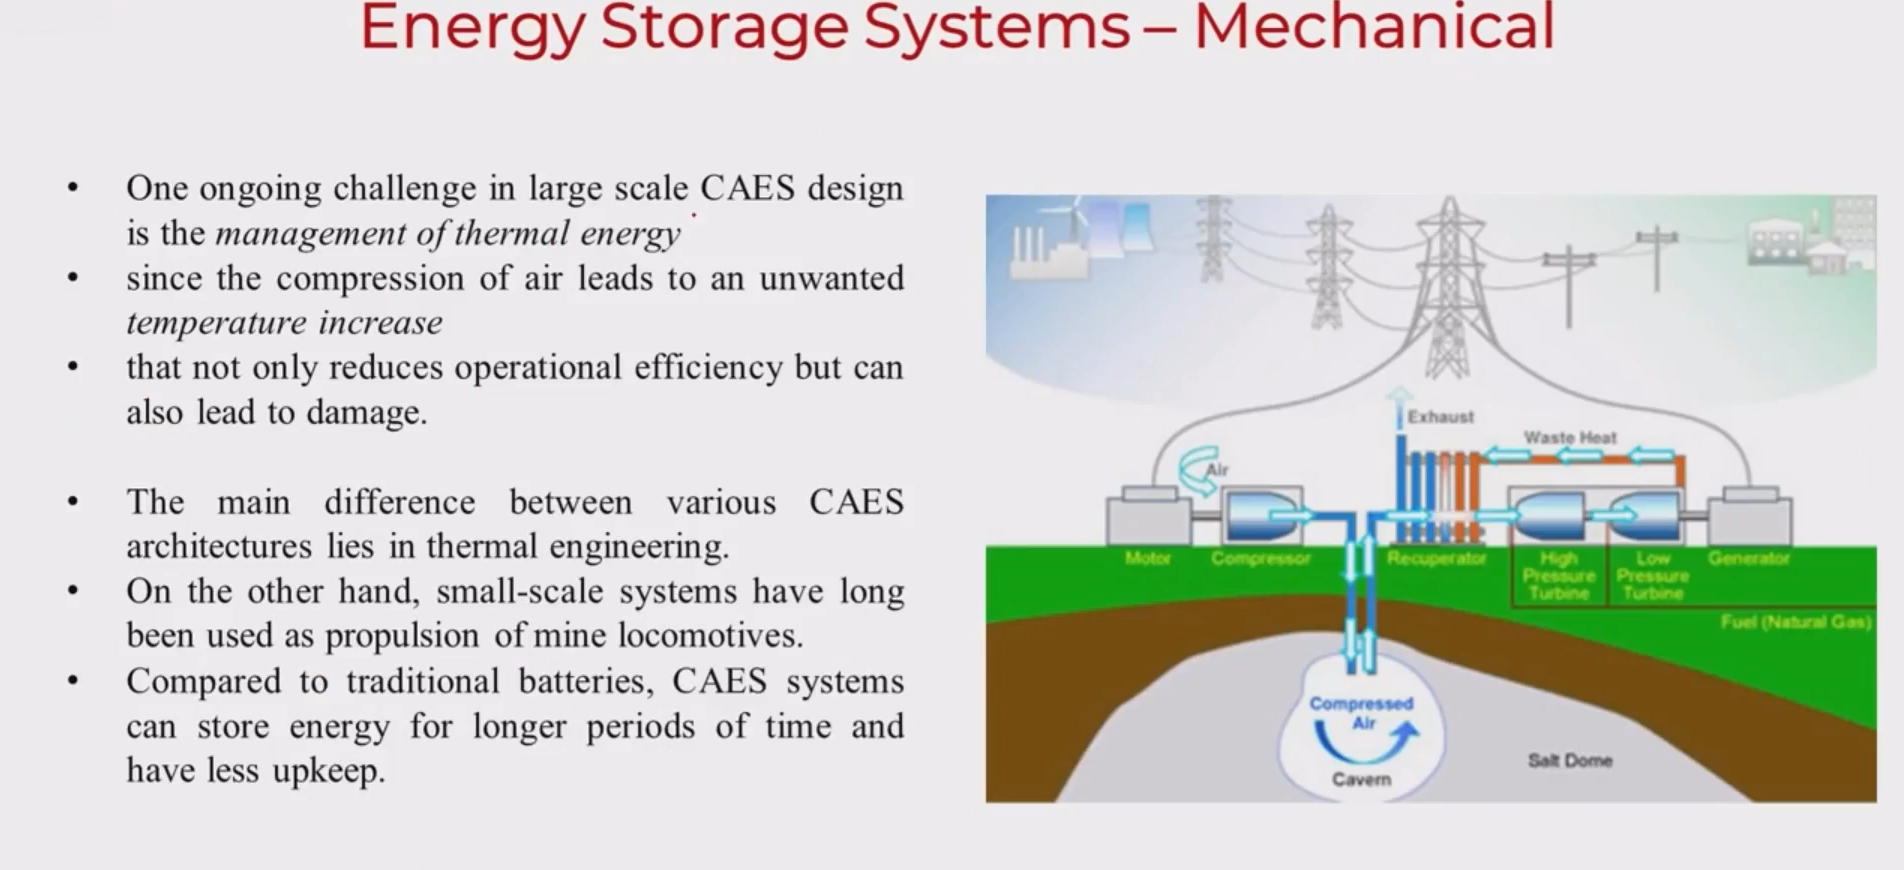 Energy Storage Systems – Mechanical
• One ongoing challenge in large scale CAES design
is the management of thermal energy
• since the compression of air leads to an unwanted
temperature increase
• that not only reduces operational efficiency but can
also lead to damage.
• The main difference between various CAES
architectures lies in thermal engineering.
• On the other hand, small-scale systems have long
been used as propulsion of mine locomotives.
• Compared to traditional batteries, CAES systems
can store energy for longer periods of time and
have less upkeep.
Exhaust
Waste Heat
Air
Motor
Compressor
Recuperator
High
Pressure
Turbine
Low
Pressure
Turbine
Generator
Fuel (Natural Gas)
Compressed
Air
Cavern
Salt Dome